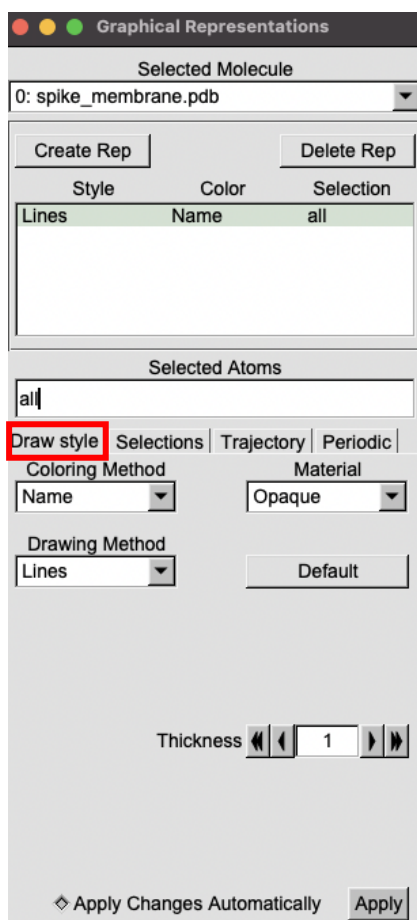 Graphical Representations
Selected Molecule
0: spike_membrane.pdb
Create Rep Delete Rep
Style Color Selection
Lines Name all
Selected Atoms
all
Draw style Selections Trajectory Periodic
Coloring Method Material
Name Opaque
Drawing Method
Lines Default
Thickness 1
Apply Changes Automatically Apply